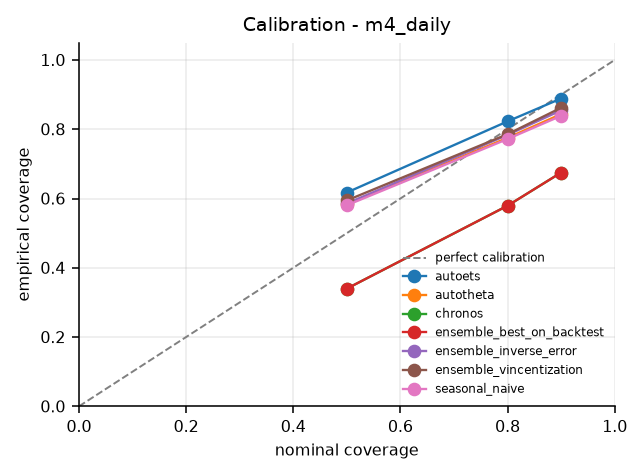 Calibration - m4_daily
empirical coverage
1.0
0.8
0.6
0.4
0.2
0.0
perfect calibration
autoets
autotheta
chronos
ensemble_best_on_backtest
ensemble_inverse_error
ensemble_vincentization
seasonal_naive
0.0 0.2 0.4 0.6 0.8 1.0
nominal coverage